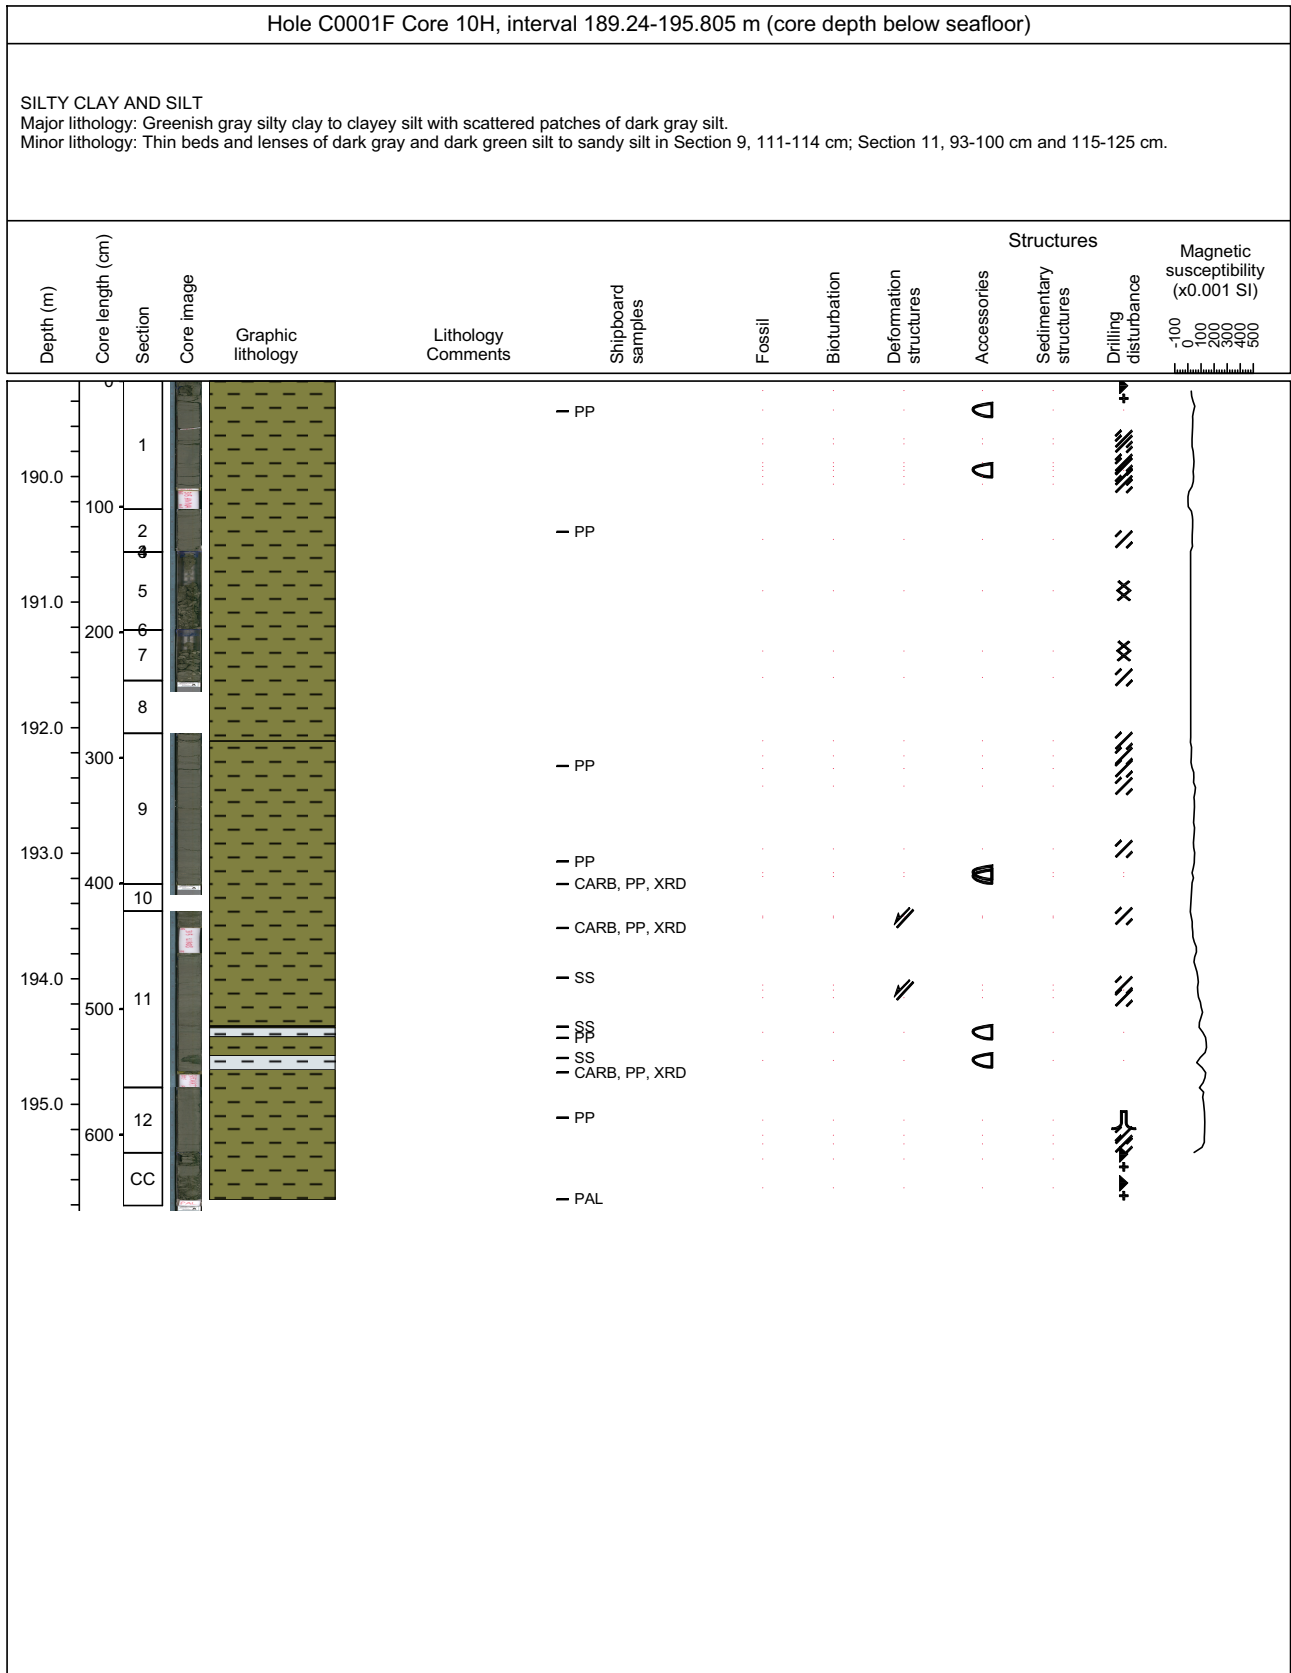 Hole C0001F Core 10H, interval 189.24-195.805 m (core depth below seafloor)
SILTY CLAY AND SILT
Major lithology: Greenish gray silty clay to clayey silt with scattered patches of dark gray silt.
Minor lithology: Thin beds and lenses of dark gray and dark green silt to sandy silt in Section 9, 111-114 cm; Section 11, 93-100 cm and 115-125 cm.
Depth (m)
Core length (cm)
Section
Core image
Graphic
lithology
Lithology
Comments
Shipboard
samples
Fossil
Bioturbation
Structures
Deformation
structures
Accessories
Sedimentary
structures
Drilling
disturbance
Magnetic
susceptibility
(x0.001 SI)
-100
0
100
200
300
400
500
0
PP
1
190.0
100
2
PP
5
191.0
200
6
7
8
192.0
300
PP
9
193.0
PP
400
CARB, PP, XRD
10
CARB, PP, XRD
194.0
SS
11
500
SS
PP
SS
CARB, PP, XRD
195.0
12
PP
600
CC
PAL